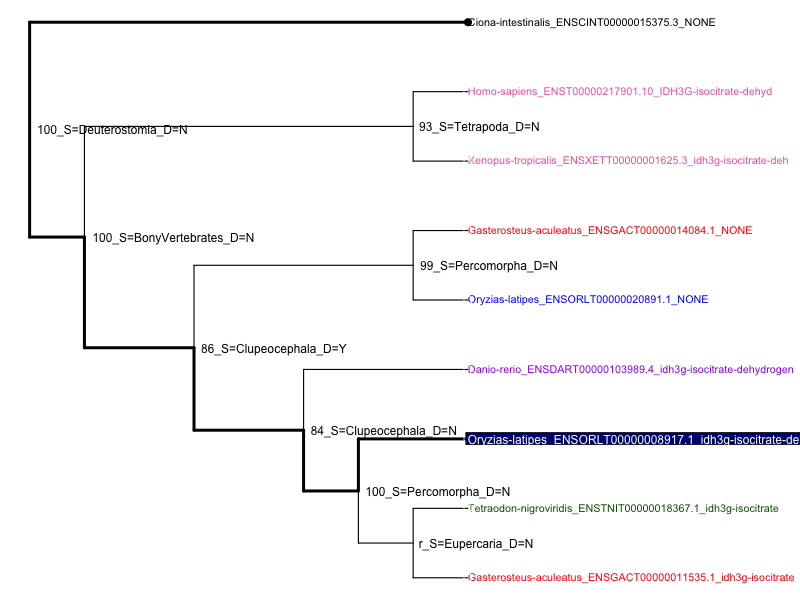 Ciona-intestinalis_ENSCINT00000015375.3_NONE
Homo-sapiens_ENST00000217901.10_IDH3G-isocitrate-dehyd
100_S=Deuterostomia_D=N
93_S=Tetrapoda_D=N
Xenopus-tropicalis_ENSXETT00000001625.3_idh3g-isocitrate-deh
Gasterosteus-aculeatus_ENSGACT00000014084.1_NONE
100_S=BonyVertebrates_D=N
99_S=Percomorpha_D=N
Oryzias-latipes_ENSORLT00000020891.1_NONE
86_S=Clupeocephala_D=Y
Danio-rerio_ENSDART00000103989.4_idh3g-isocitrate-dehydrogen
84_S=Clupeocephala_D=N
Oryzias-latipes_ENSORLT00000008917.1_idh3g-isocitrate-de
100_S=Percomorpha_D=N
Tetraodon-nigroviridis_ENSTNIT00000018367.1_idh3g-isocitrate
r_S=Eupercaria_D=N
Gasterosteus-aculeatus_ENSGACT00000011535.1_idh3g-isocitrate